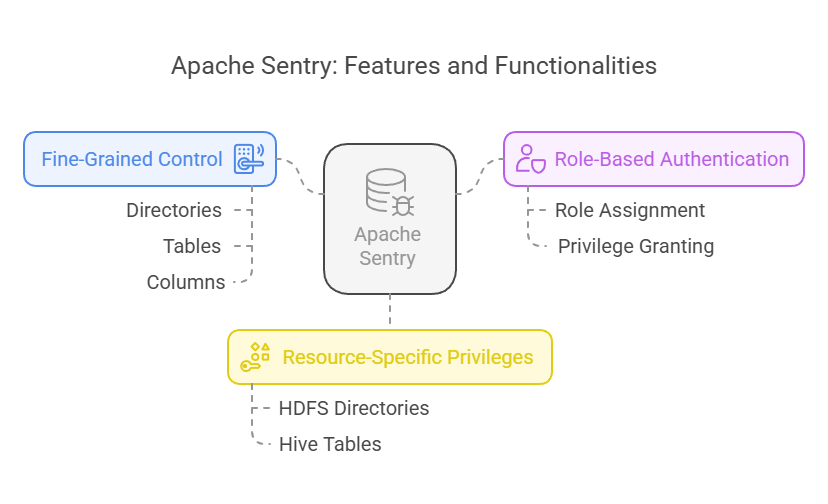 Apache Sentry: Features and Functionalities
Fine-Grained Control
Directories
Tables
Columns
Apache
Sentry
Role-Based Authentication
Role Assignment
Privilege Granting
Resource-Specific Privileges
HDFS Directories
Hive Tables